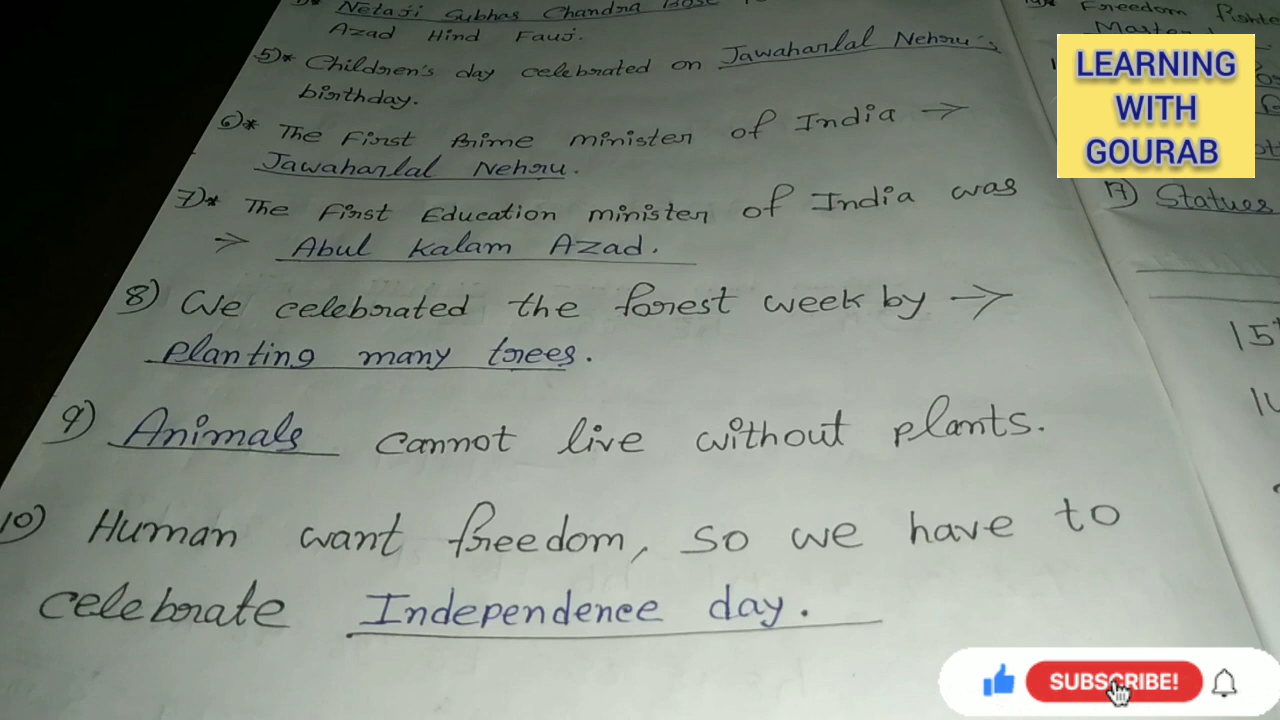 Netaji Subhas Chandra Bose
Azad Hind Fauj.
5)* Children's day celebrated on Jawaharlal Nehru's
birthday.
6)* The First Prime minister of India →
Jawaharlal Nehru.
7)* The First Education minister of India was
→ Abul Kalam Azad.
8) We celebrated the forest week by →
planting many trees.
9) Animals cannot live without plants.
10) Human want freedom, so we have to
celebrate Independence day.
Freedom
17) Statues
LEARNING
WITH
GOURAB
SUBSCRIBE!